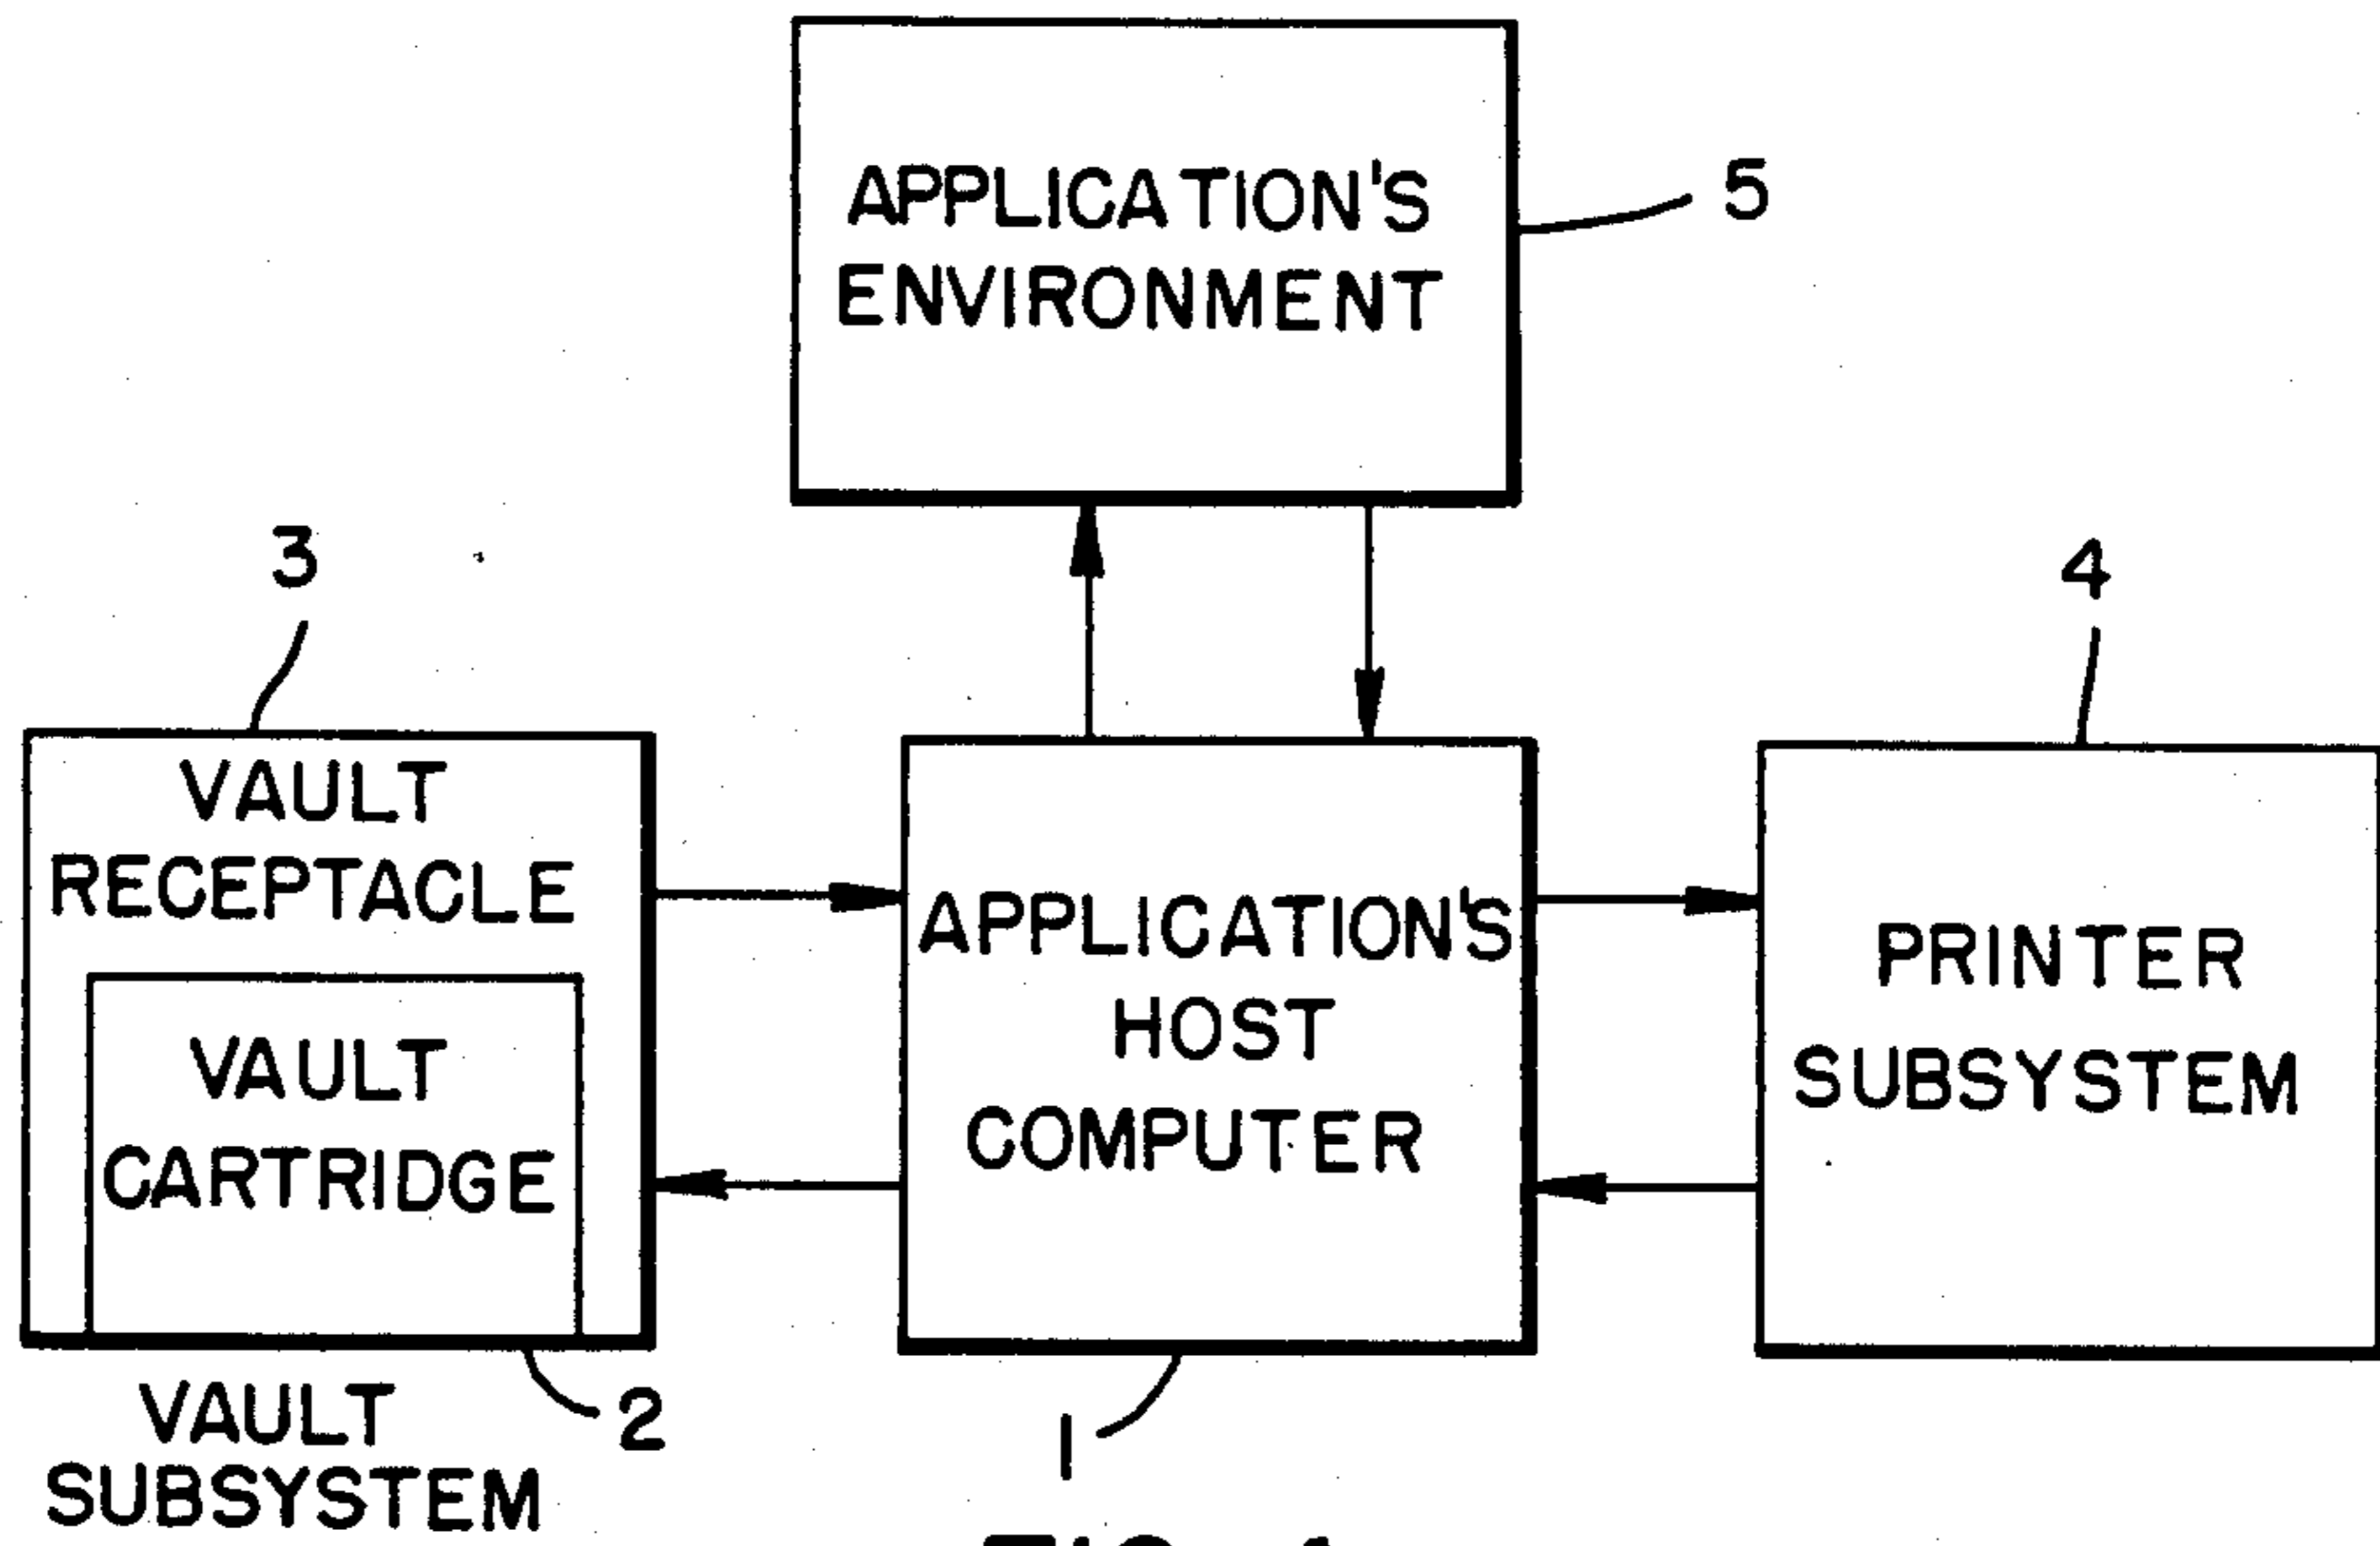 APPLICATION'S
ENVIRONMENT
5
3
4
VAULT
RECEPTACLE
VAULT
CARTRIDGE
APPLICATION'S
HOST
COMPUTER
PRINTER
SUBSYSTEM
2
1
VAULT
SUBSYSTEM